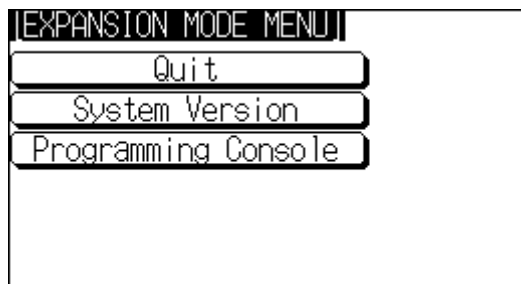 [EXPANSION MODE MENU]
Quit
System Version
Programming Console